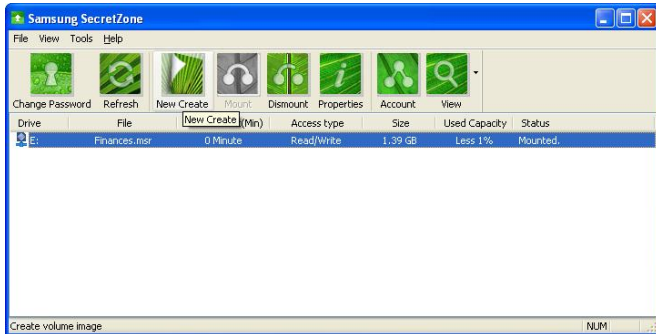 Samsung SecretZone
File View Tools Help
Change Password Refresh New Create Mount Dismount Properties Account View
Drive File New Create (Min) Access type Size Used Capacity Status
E: Finances.msr 0 Minute Read/Write 1.39 GB Less 1% Mounted.
Create volume image NUM